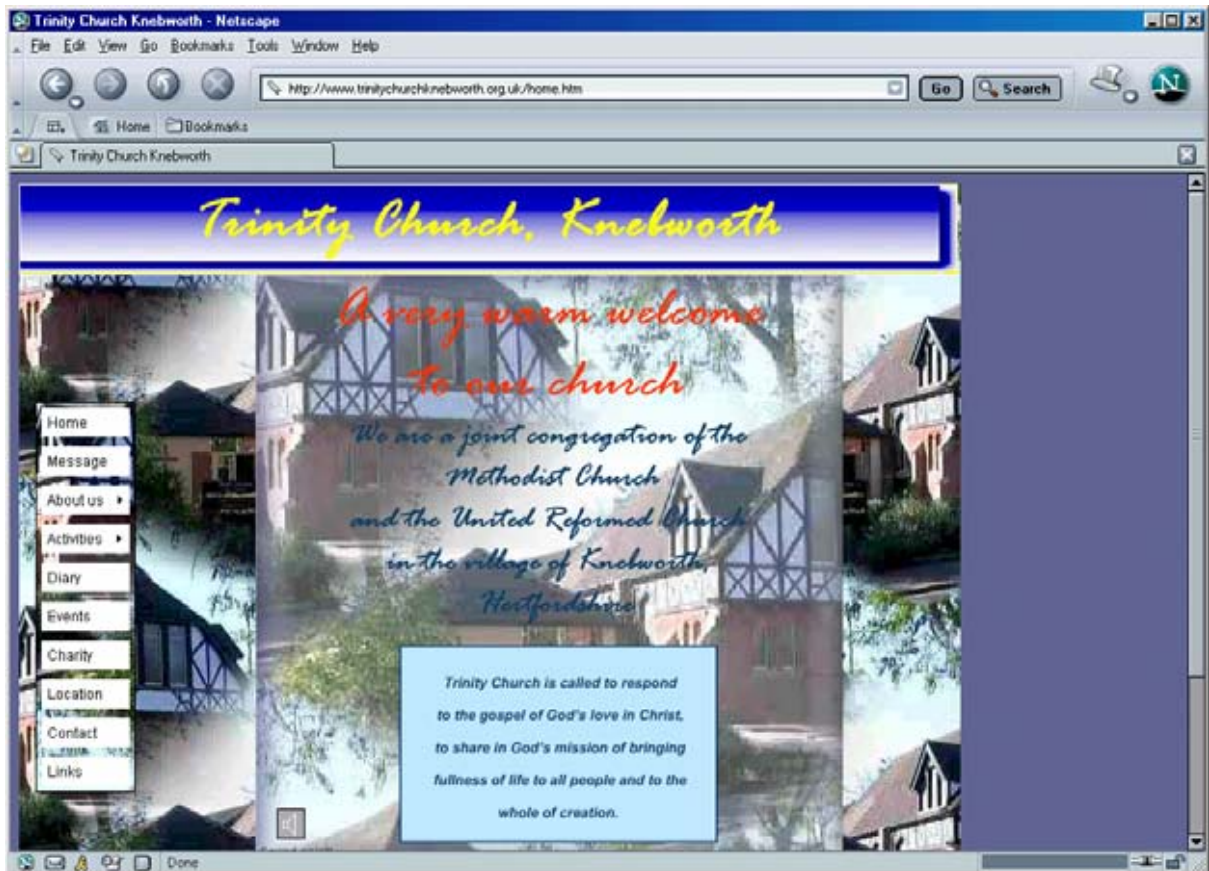 Trinity Church Knebworth - Netscape
File Edit View Go Bookmarks Tools Window Help
http://www.trinitychurchknebworth.org.uk/home.htm Go Search N
Home Bookmarks
Trinity Church Knebworth
Trinity Church, Knebworth
A very warm welcome
to our church
We are a joint congregation of the
Methodist Church
and the United Reformed Church
in the village of Knebworth,
Hertfordshire
Home
Message
About us
Activities
Diary
Events
Charity
Location
Contact
Links
Trinity Church is called to respond
to the gospel of God's love in Christ,
to share in God's mission of bringing
fullness of life to all people and to the
whole of creation.
Done